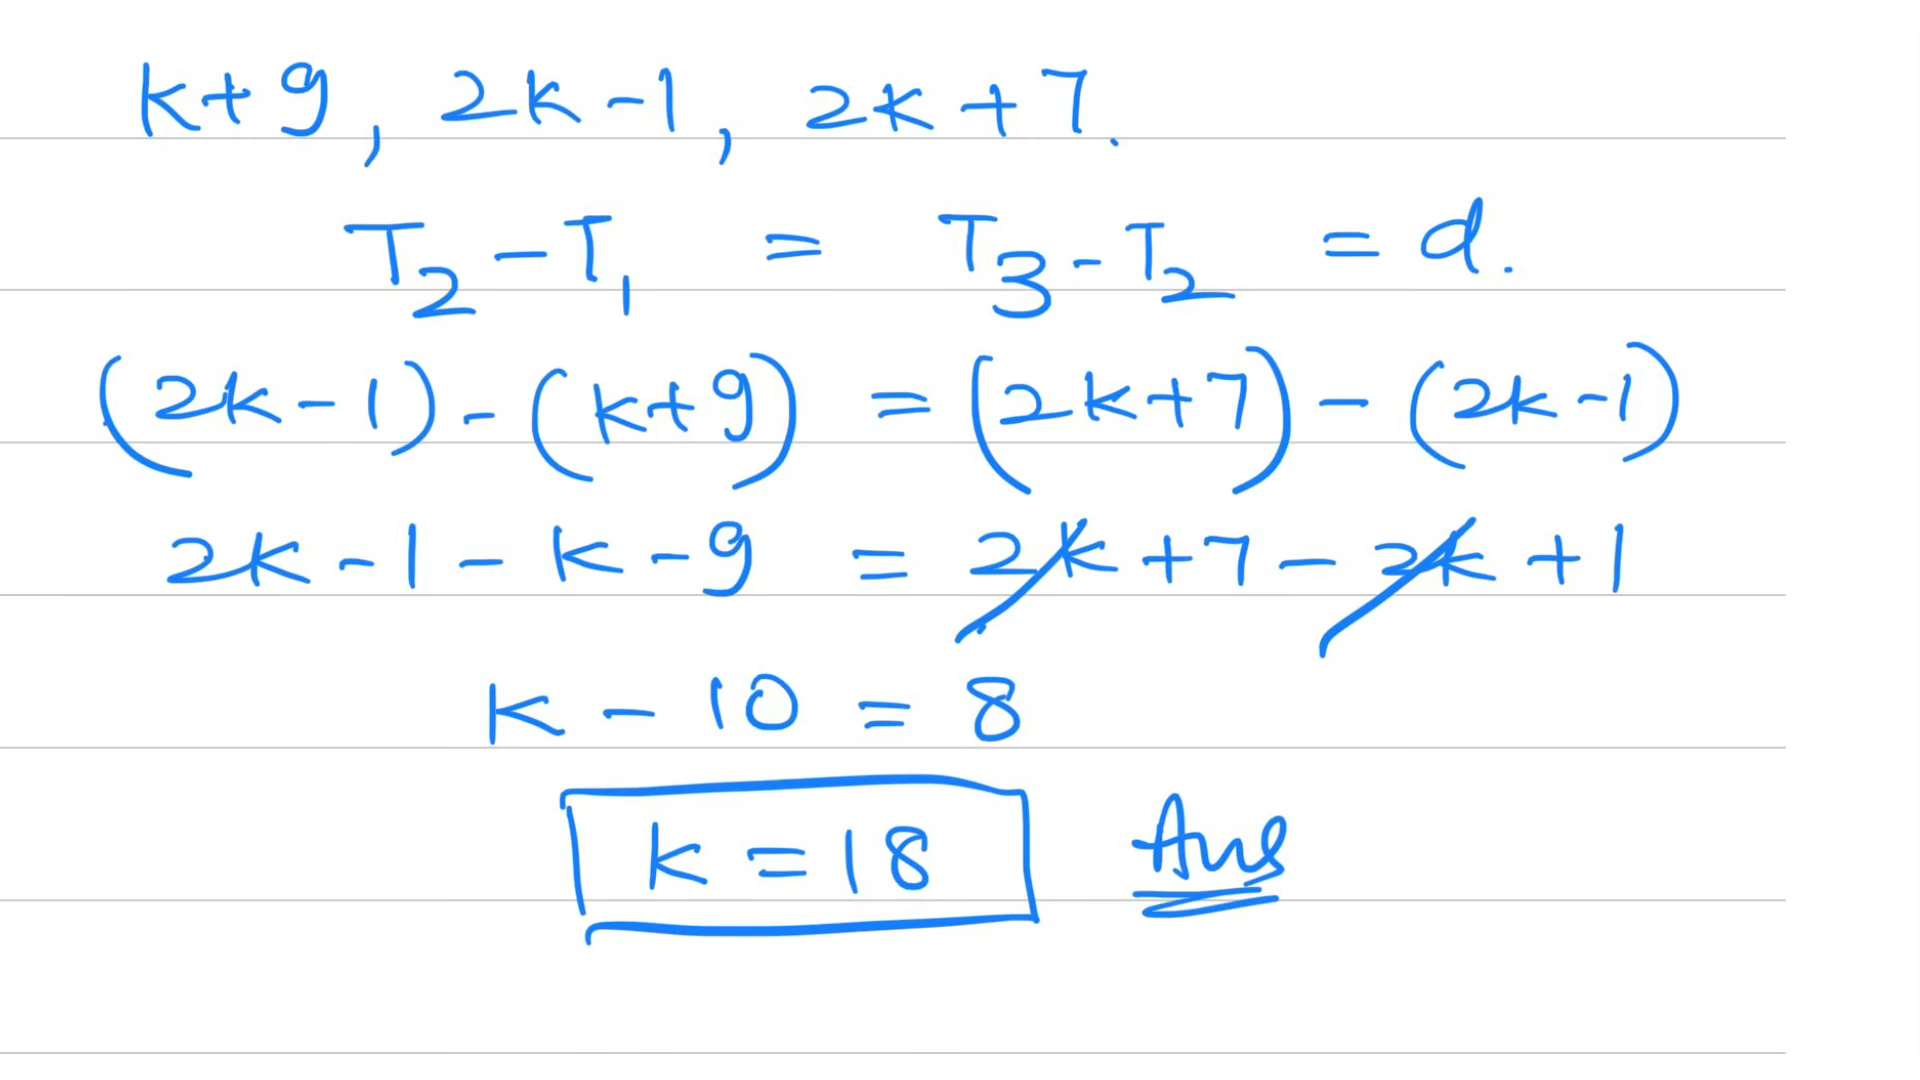 k+9, 2k-1, 2k+7.
T₂-T₁ = T₃-T₂ = d.
(2k-1)-(k+9) = (2k+7)-(2k-1)
2k-1-k-9 = 2k+7-2k+1
k-10=8
k=18 Ans